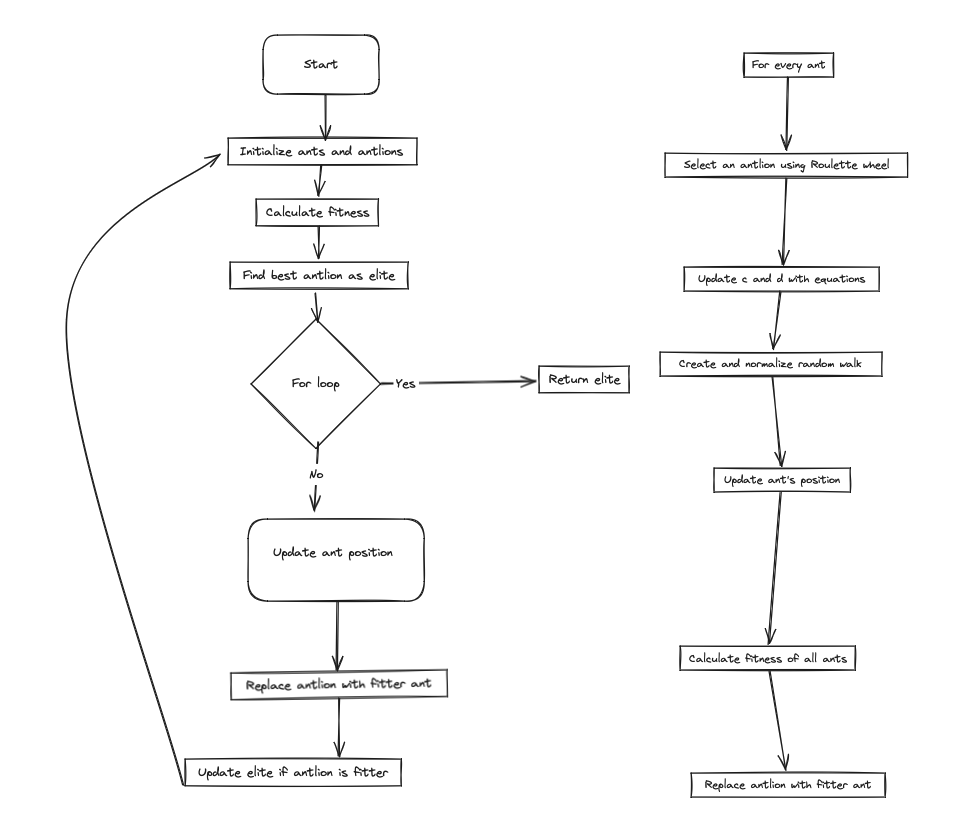 Start
Initialize ants and antlions
Calculate fitness
Find best antlion as elite
For loop
Yes
Return elite
No
Update ant position
Replace antlion with fitter ant
Update elite if antlion is fitter
For every ant
Select an antlion using Roulette wheel
Update c and d with equations
Create and normalize random walk
Update ant's position
Calculate fitness of all ants
Replace antlion with fitter ant